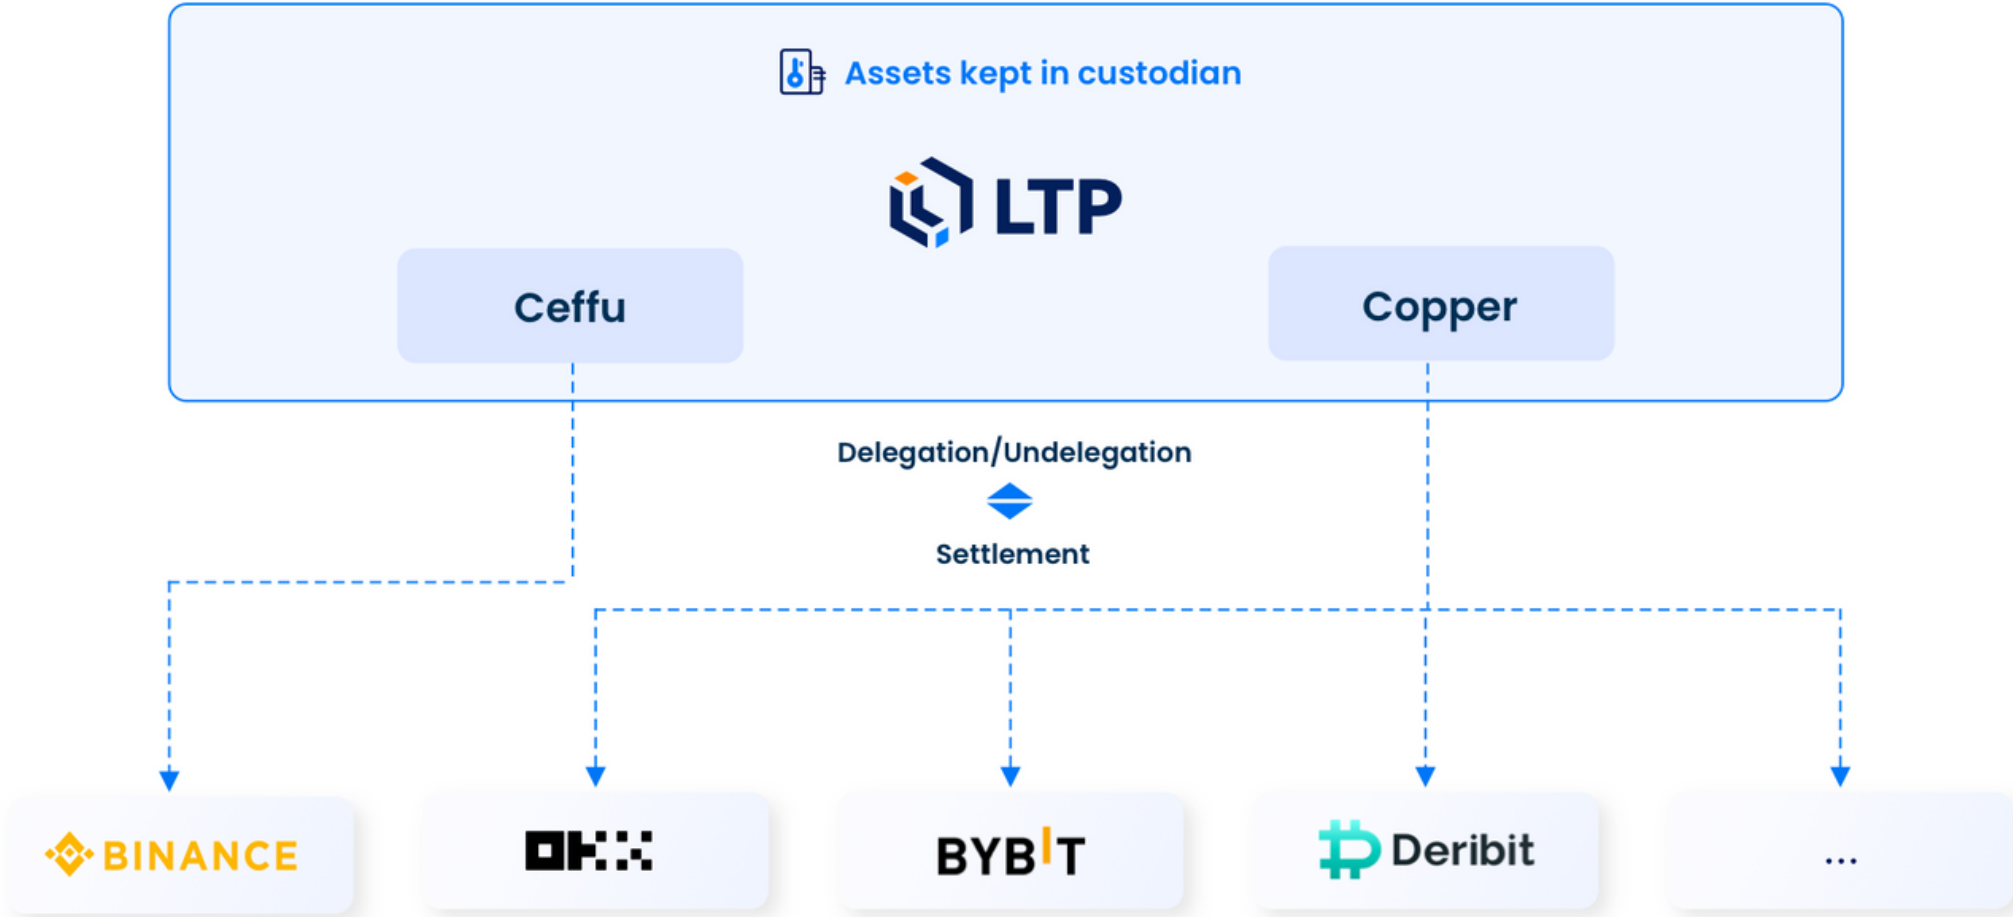 Assets kept in custodian
LTP
Ceffu
Copper
Delegation/Undelegation
Settlement
BINANCE
OKX
BYBIT
Deribit
...